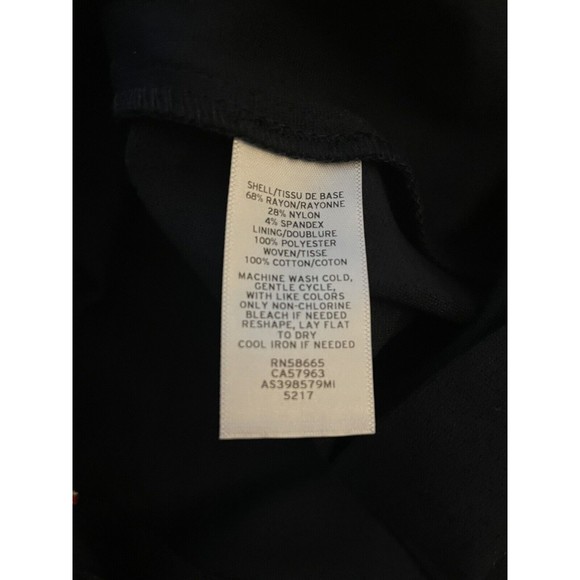 SHELL/TISSU DE BASE
68% RAYON/RAYONNE
28% NYLON
4% SPANDEX
LINING/DOUBLURE
100% POLYESTER
WOVEN/TISSE
100% COTTON/COTON
MACHINE WASH COLD,
GENTLE CYCLE,
WITH LIKE COLORS
ONLY NON-CHLORINE
BLEACH IF NEEDED
RESHAPE, LAY FLAT
TO DRY
COOL IRON IF NEEDED
RN58665
CA57963
AS398579MI
5217